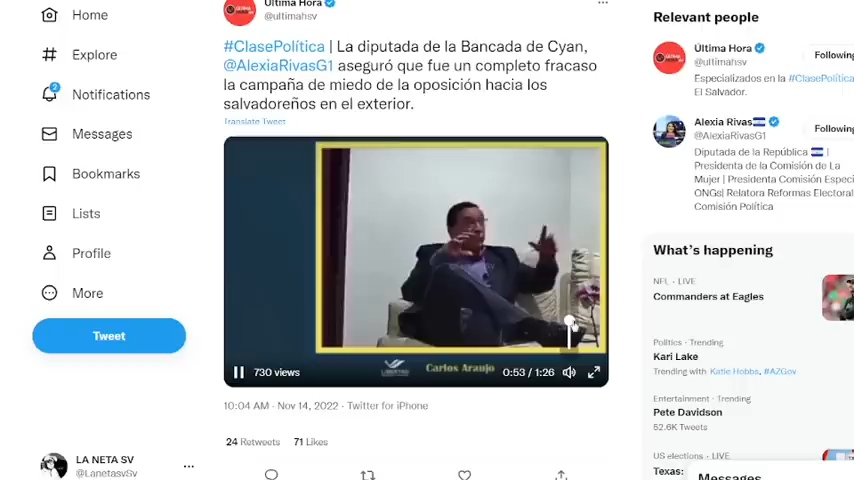 Home
Explore
2
Notifications
Messages
Bookmarks
Lists
Profile
More
Tweet
LA NETA SV
@LanetasvSv
Última Hora
@ultimahsv
#ClasePolítica | La diputada de la Bancada de Cyan,
@AlexiaRivasG1 aseguró que fue un completo fracaso
la campaña de miedo de la oposición hacia los
salvadoreños en el exterior.
Translate Tweet
LIBERTAD
Carlos Araujo
730 views
0:53 / 1:26
10:04 AM · Nov 14, 2022 · Twitter for iPhone
24 Retweets 71 Likes
Relevant people
Última Hora
@ultimahsv
Following
Especializados en la #ClasePolítica
El Salvador.
Alexia Rivas
@AlexiaRivasG1
Following
Diputada de la República |
Presidenta de la Comisión de La
Mujer | Presidenta Comisión Especi
ONGs| Relatora Reformas Electoral
Comisión Política
What's happening
NFL · LIVE
Commanders at Eagles
Politics · Trending
Kari Lake
Trending with Katie Hobbs, #AZGov
Entertainment · Trending
Pete Davidson
52.6K Tweets
US elections · LIVE
Texas:
Messages